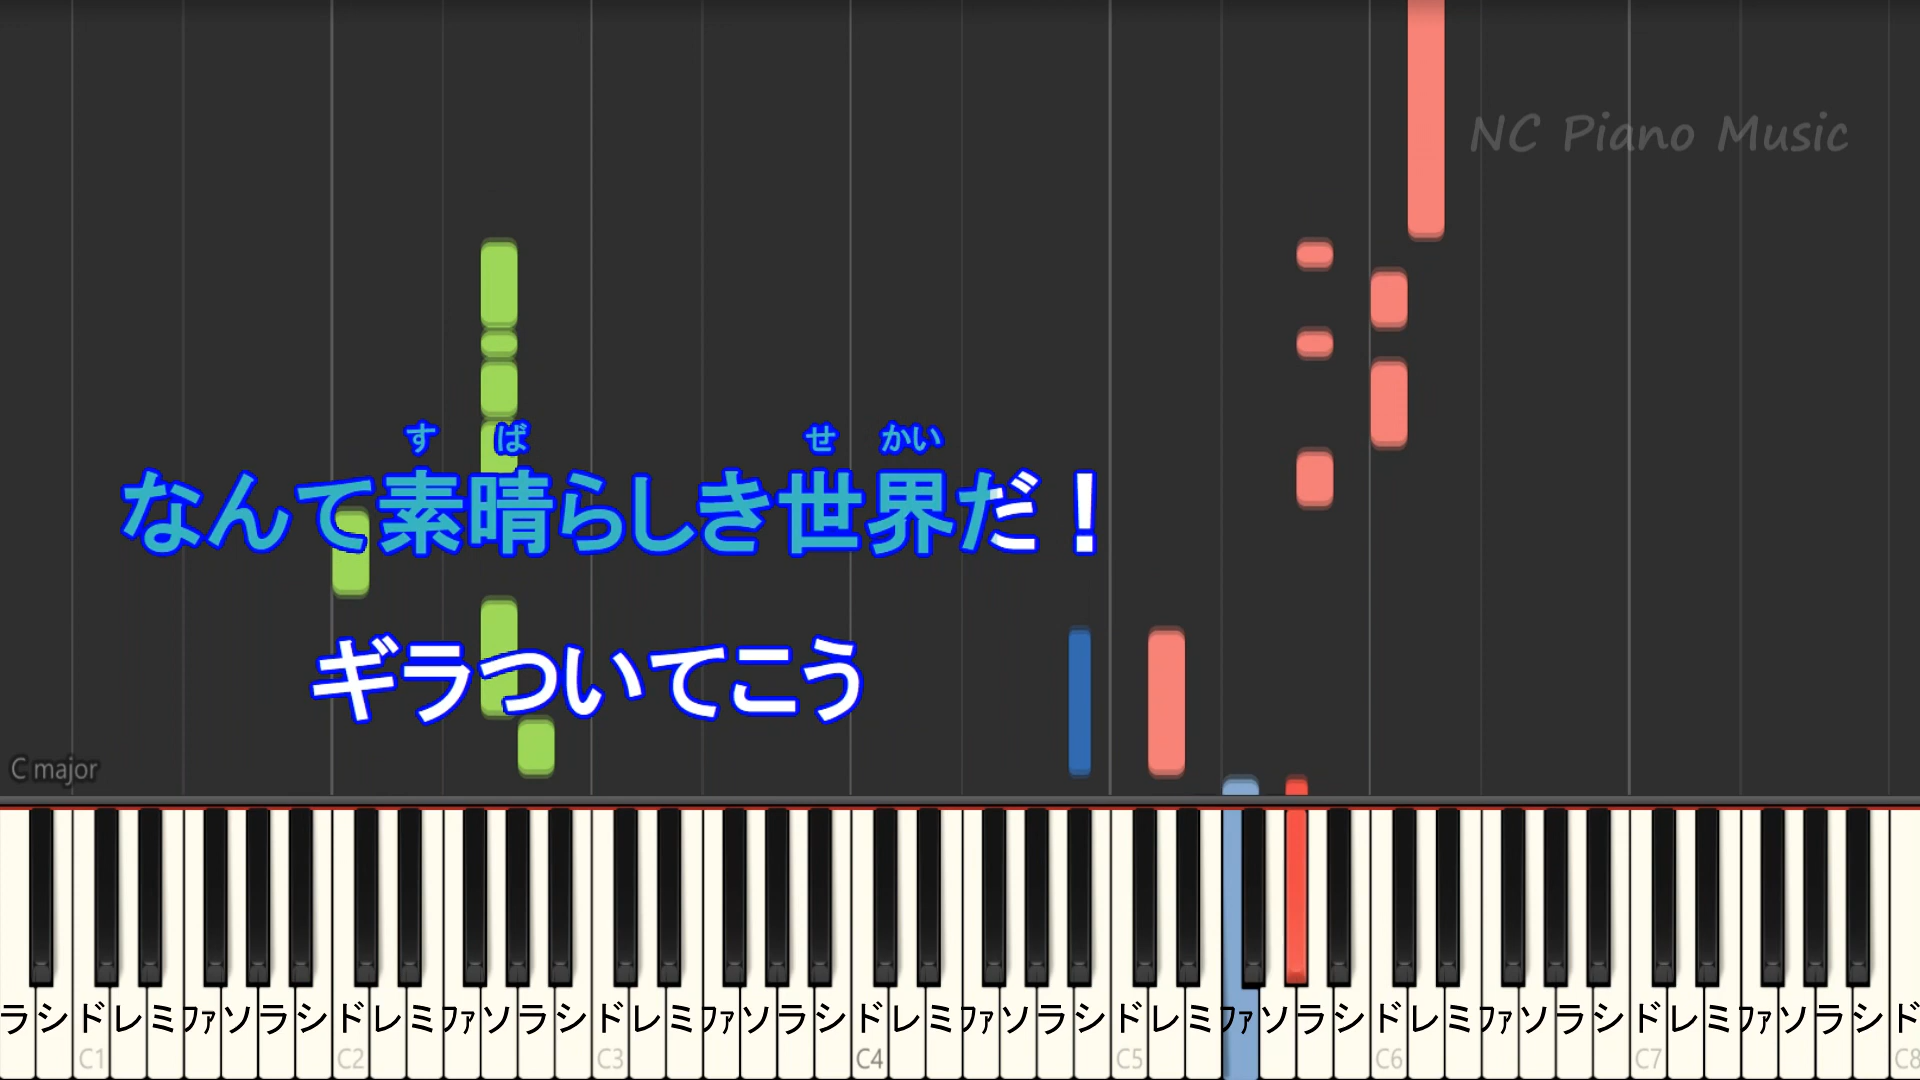 NC Piano Music
す ば せ かい
なんて素晴らしき世界だ！
ギラついてこう
C major
ラシドレミファソラシドレミファソラシドレミファソラシドレミファソラシドレミファソラシドレミファソラシドレミファソラシド
C1 C2 C3 C4 C5 C6 C7 C8